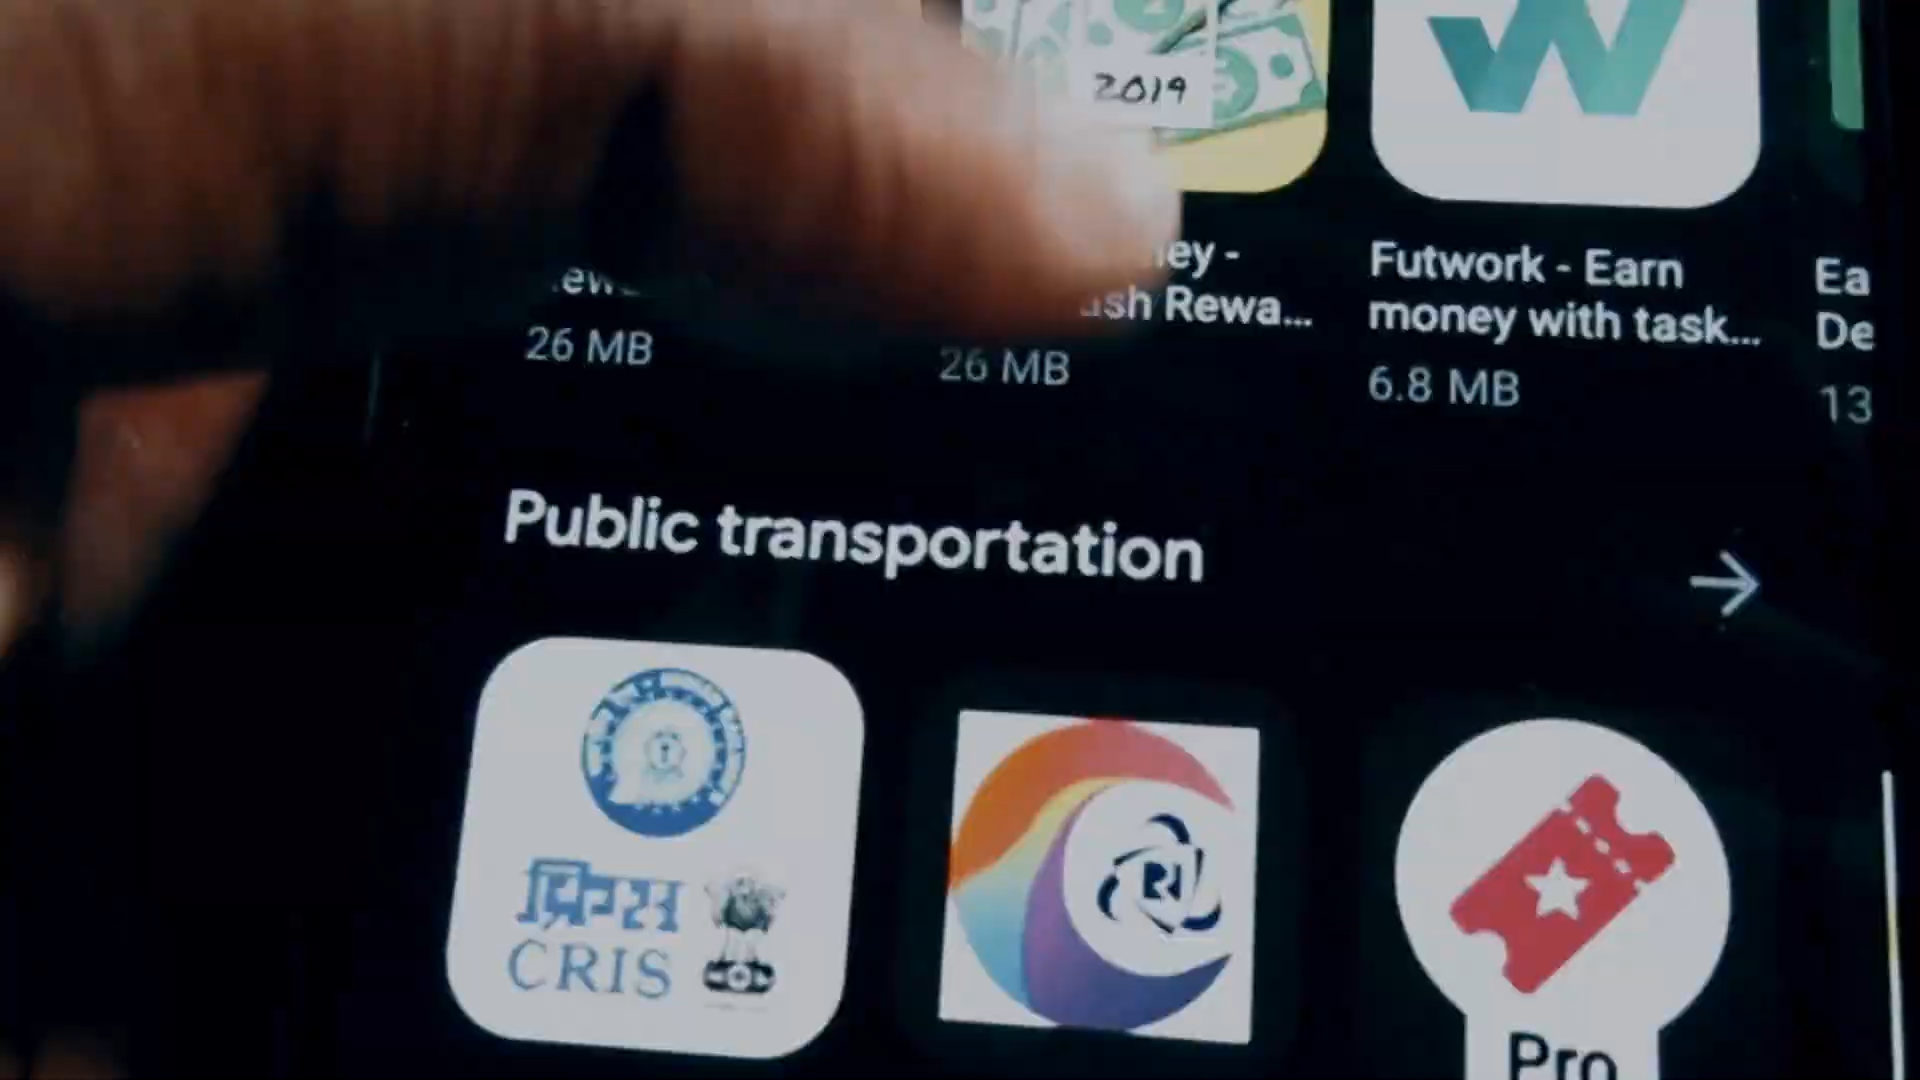 2019
ey -
sh Rewa...
26 MB
26 MB
Futwork - Earn
money with task...
6.8 MB
Ea
De
13
Public transportation
क्रिस
CRIS
Pro